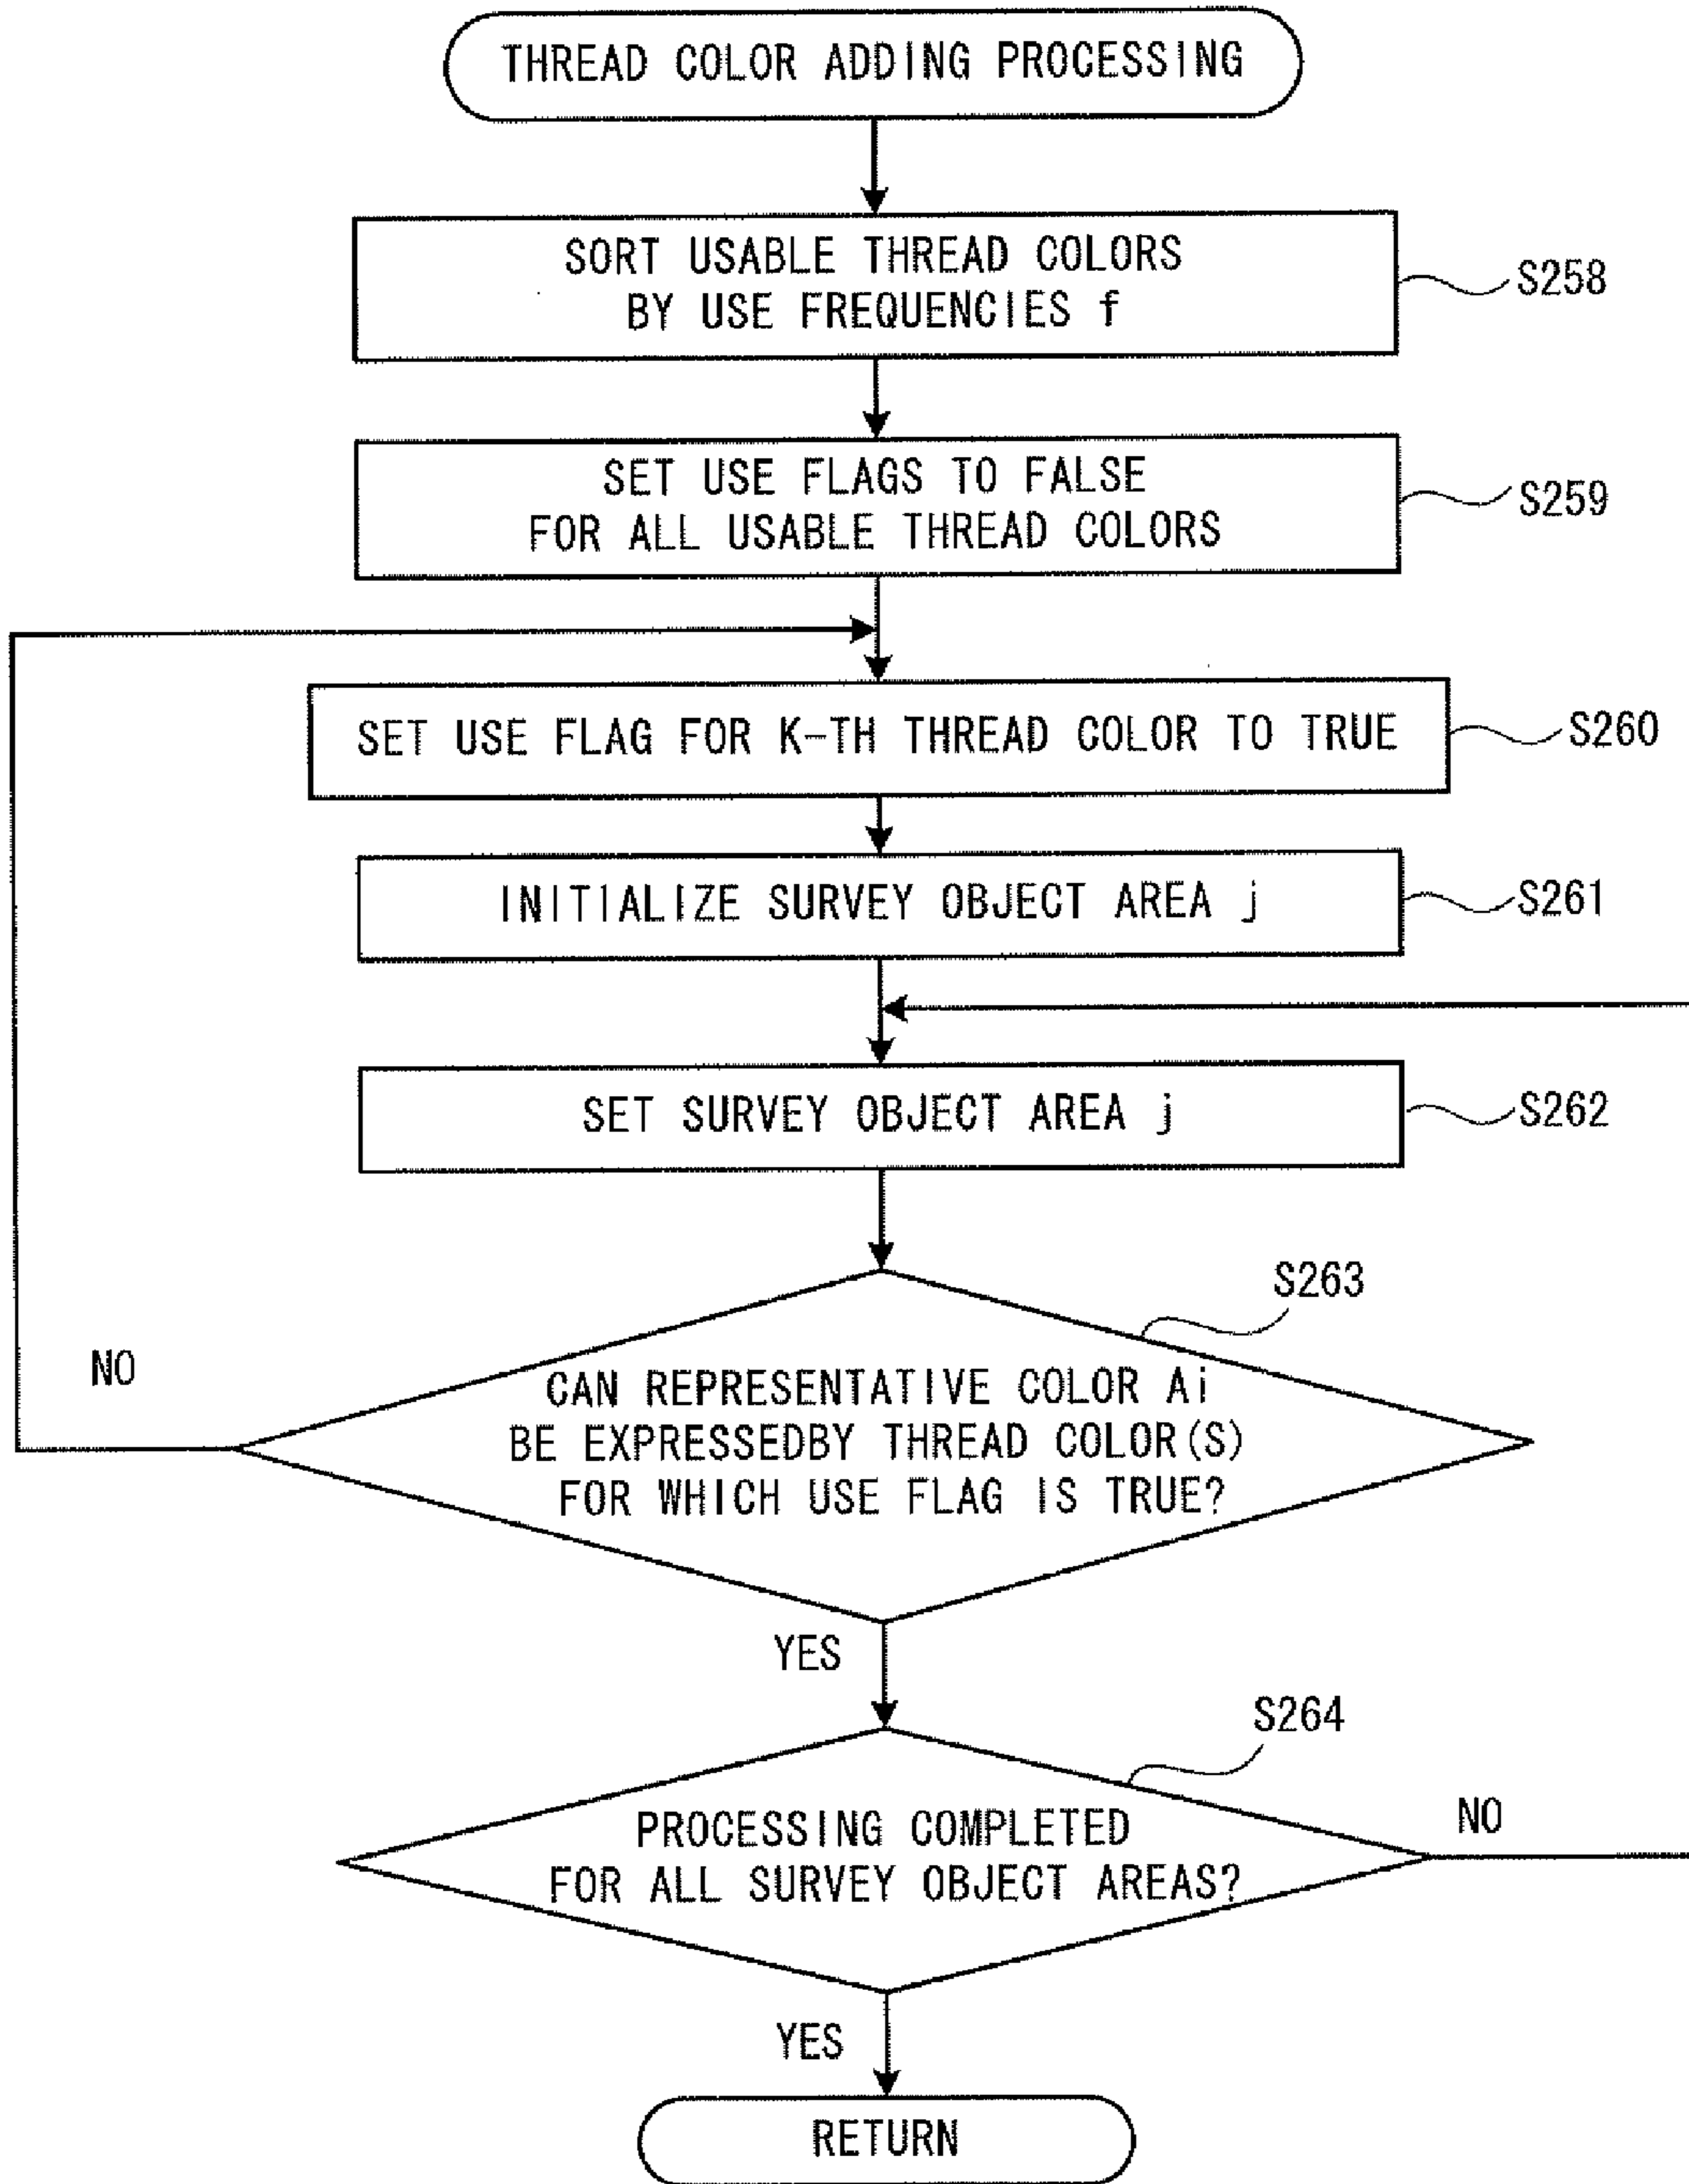 THREAD COLOR ADDING PROCESSING
SORT USABLE THREAD COLORS
BY USE FREQUENCIES f
S258
SET USE FLAGS TO FALSE
FOR ALL USABLE THREAD COLORS
S259
SET USE FLAG FOR K-TH THREAD COLOR TO TRUE
S260
INITIALIZE SURVEY OBJECT AREA j
S261
SET SURVEY OBJECT AREA j
S262
S263
NO
CAN REPRESENTATIVE COLOR Ai
BE EXPRESSEDBY THREAD COLOR(S)
FOR WHICH USE FLAG IS TRUE?
YES
S264
NO
PROCESSING COMPLETED
FOR ALL SURVEY OBJECT AREAS?
YES
RETURN